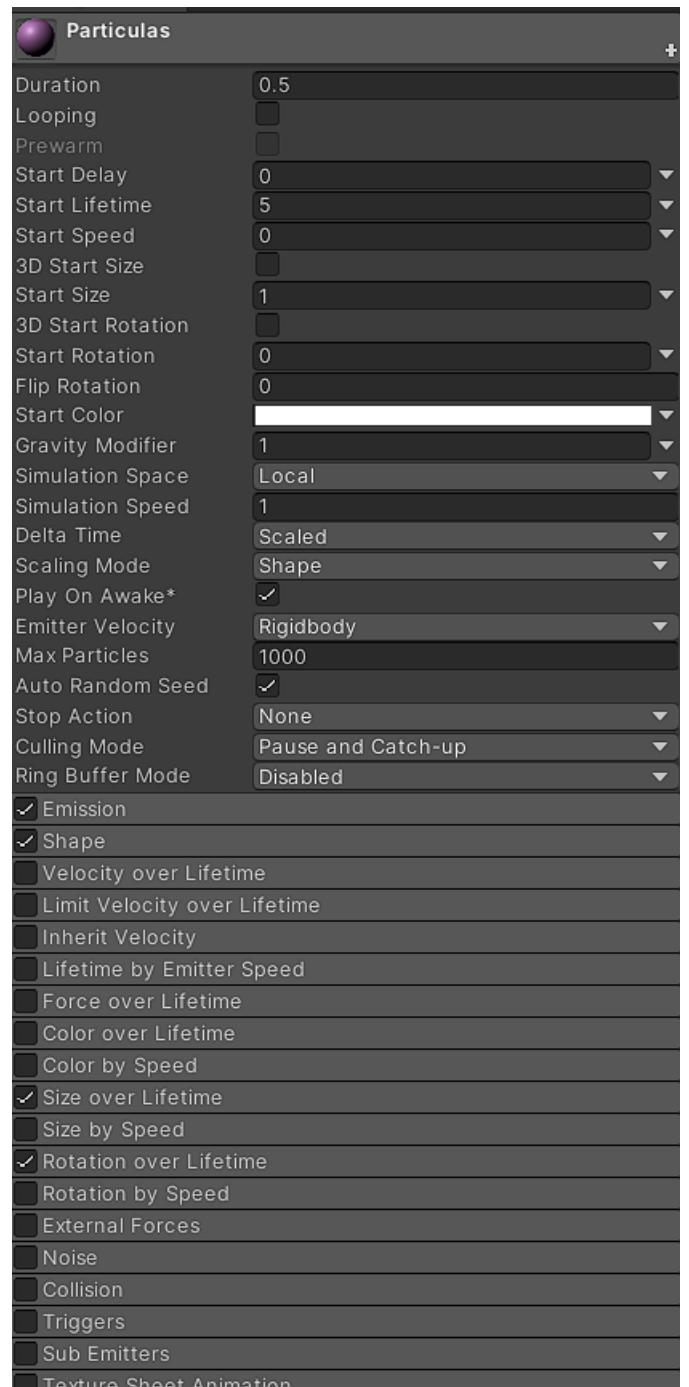 Particulas
Duration 0.5
Looping
Prewarm
Start Delay 0
Start Lifetime 5
Start Speed 0
3D Start Size
Start Size 1
3D Start Rotation
Start Rotation 0
Flip Rotation 0
Start Color
Gravity Modifier 1
Simulation Space Local
Simulation Speed 1
Delta Time Scaled
Scaling Mode Shape
Play On Awake*
Emitter Velocity Rigidbody
Max Particles 1000
Auto Random Seed
Stop Action None
Culling Mode Pause and Catch-up
Ring Buffer Mode Disabled
Emission
Shape
Velocity over Lifetime
Limit Velocity over Lifetime
Inherit Velocity
Lifetime by Emitter Speed
Force over Lifetime
Color over Lifetime
Color by Speed
Size over Lifetime
Size by Speed
Rotation over Lifetime
Rotation by Speed
External Forces
Noise
Collision
Triggers
Sub Emitters
Texture Sheet Animation